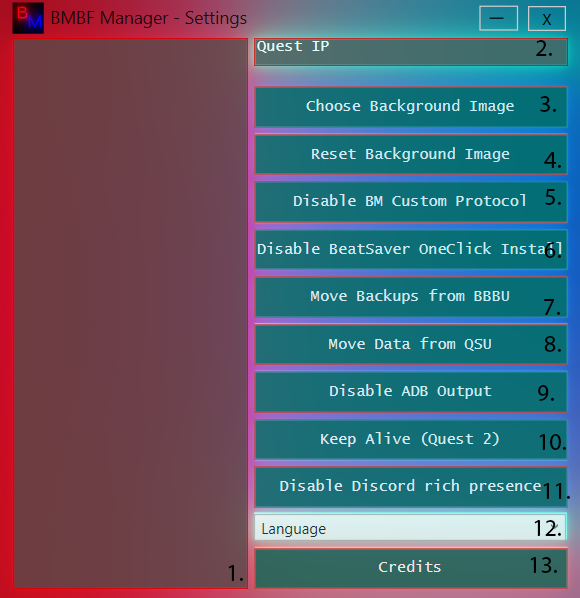 BM BMBF Manager - Settings — X
Quest IP 2.
Choose Background Image 3.
Reset Background Image 4.
Disable BM Custom Protocol 5.
Disable BeatSaver OneClick Install 6.
Move Backups from BBBU 7.
Move Data from QSU 8.
Disable ADB Output 9.
Keep Alive (Quest 2) 10.
Disable Discord rich presence 11.
Language 12.
Credits 13.
1.